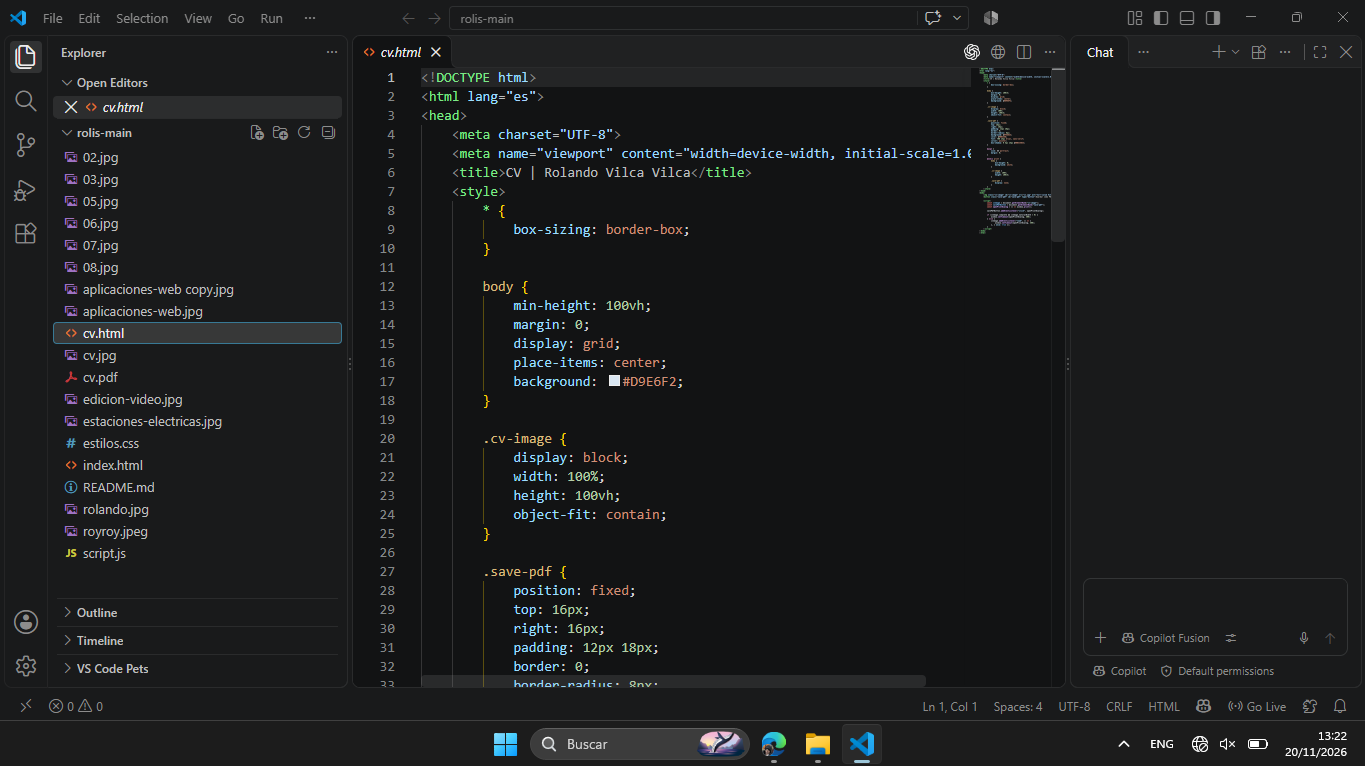 File Edit Selection View Go Run ···
rolis-main
Explorer
Open Editors
cv.html
rolis-main
02.jpg
03.jpg
05.jpg
06.jpg
07.jpg
08.jpg
aplicaciones-web copy.jpg
aplicaciones-web.jpg
cv.html
cv.jpg
cv.pdf
edicion-video.jpg
estaciones-electricas.jpg
# estilos.css
index.html
README.md
rolando.jpg
royroy.jpeg
JS script.js
Outline
Timeline
VS Code Pets
cv.html
1 <!DOCTYPE html>
2 <html lang="es">
3 <head>
4 <meta charset="UTF-8">
5 <meta name="viewport" content="width=device-width, initial-scale=1.0
6 <title>CV | Rolando Vilca Vilca</title>
7 <style>
8 * {
9 box-sizing: border-box;
10 }
11
12 body {
13 min-height: 100vh;
14 margin: 0;
15 display: grid;
16 place-items: center;
17 background: #D9E6F2;
18 }
19
20 .cv-image {
21 display: block;
22 width: 100%;
23 height: 100vh;
24 object-fit: contain;
25 }
26
27 .save-pdf {
28 position: fixed;
29 top: 16px;
30 right: 16px;
31 padding: 12px 18px;
32 border: 0;
33 border-radius: 8px;
Chat
Copilot Fusion
Copilot Default permissions
0 0
Ln 1, Col 1 Spaces: 4 UTF-8 CRLF HTML Go Live
Buscar
ENG
13:22
20/11/2026